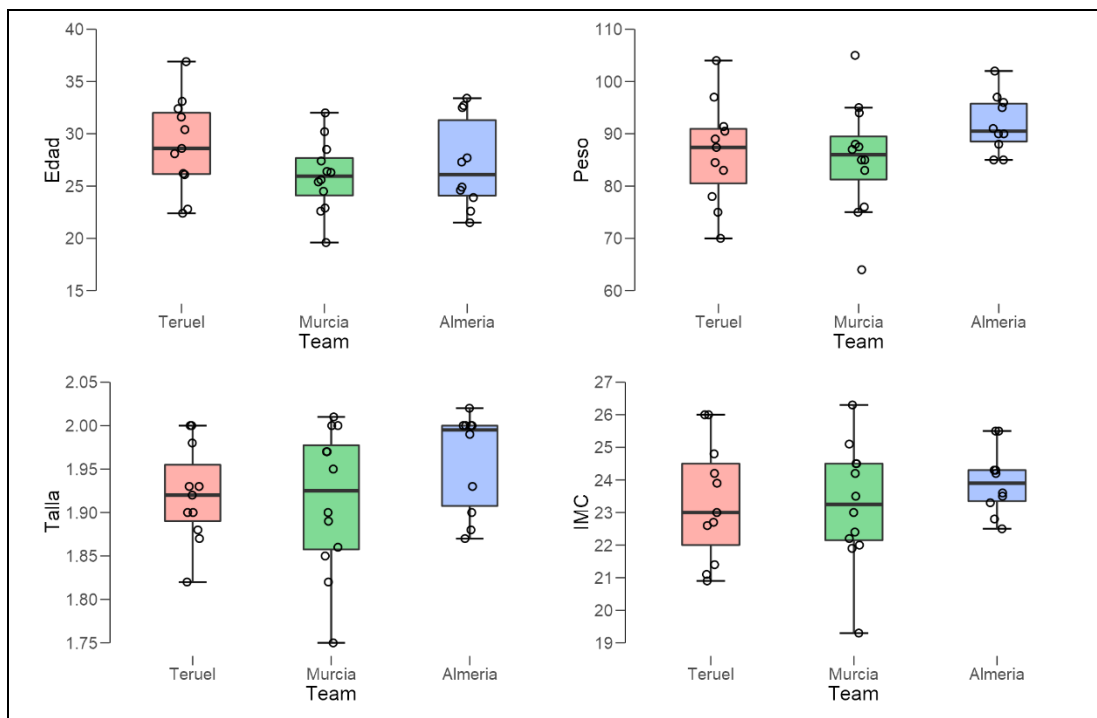 Edad
40
35
30
25
20
15
Teruel Murcia Almeria
Team
Peso
110
100
90
80
70
60
Teruel Murcia Almeria
Team
Talla
2.05
2.00
1.95
1.90
1.85
1.80
1.75
Teruel Murcia Almeria
Team
IMC
27
26
25
24
23
22
21
20
19
Teruel Murcia Almeria
Team